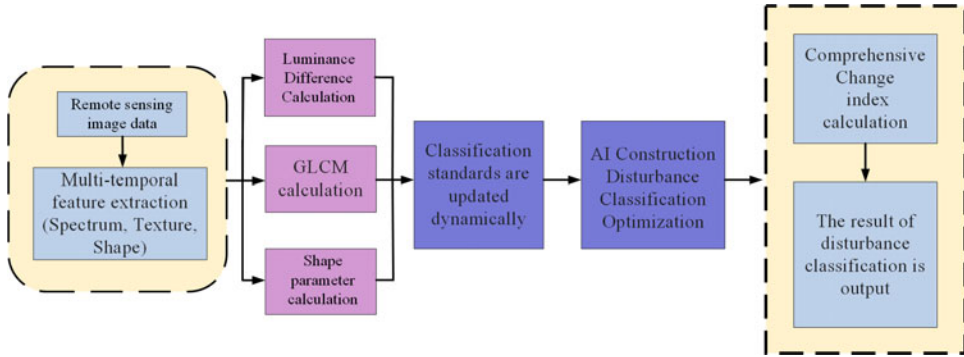 Remote sensing
image data
Multi-temporal
feature extraction
(Spectrum, Texture,
Shape)
Luminance
Difference
Calculation
GLCM
calculation
Shape
parameter
calculation
Classification
standards are
updated
dynamically
AI Construction
Disturbance
Classification
Optimization
Comprehensive
Change
index
calculation
The result of
disturbance
classification is
output